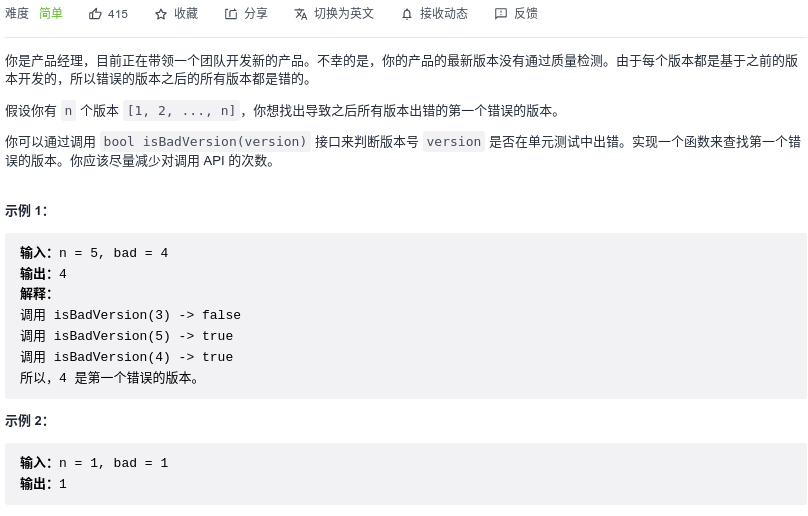 难度 简单 415 收藏 分享 切换为英文 接收动态 反馈
你是产品经理，目前正在带领一个团队开发新的产品。不幸的是，你的产品的最新版本没有通过质量检测。由于每个版本都是基于之前的版
本开发的，所以错误的版本之后的所有版本都是错的。
假设你有 n 个版本 [1, 2, ..., n]，你想找出导致之后所有版本出错的第一个错误的版本。
你可以通过调用 bool isBadVersion(version) 接口来判断版本号 version 是否在单元测试中出错。实现一个函数来查找第一个错
误的版本。你应该尽量减少对调用 API 的次数。
示例 1：
输入：n = 5, bad = 4
输出：4
解释：
调用 isBadVersion(3) -> false
调用 isBadVersion(5) -> true
调用 isBadVersion(4) -> true
所以，4 是第一个错误的版本。
示例 2：
输入：n = 1, bad = 1
输出：1